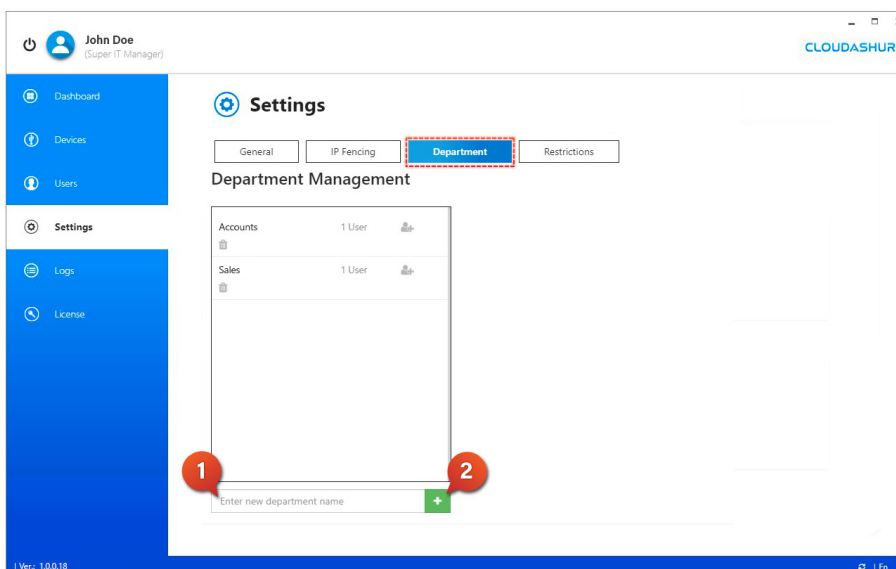 John Doe
(Super IT Manager)
CLOUDASHUR
Dashboard
Devices
Users
Settings
Logs
License
Settings
General
IP Fencing
Department
Restrictions
Department Management
Accounts 1 User
Sales 1 User
1
2
Enter new department name
+
| Ver.: 1.0.0.18
| En